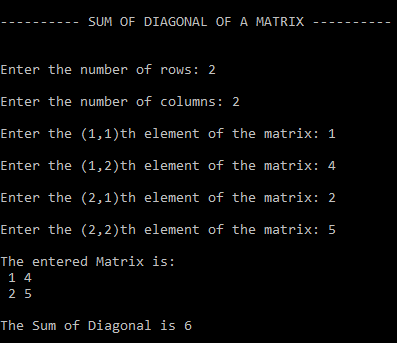 ---------- SUM OF DIAGONAL OF A MATRIX ----------
Enter the number of rows: 2
Enter the number of columns: 2
Enter the (1,1)th element of the matrix: 1
Enter the (1,2)th element of the matrix: 4
Enter the (2,1)th element of the matrix: 2
Enter the (2,2)th element of the matrix: 5
The entered Matrix is:
1 4
2 5
The Sum of Diagonal is 6